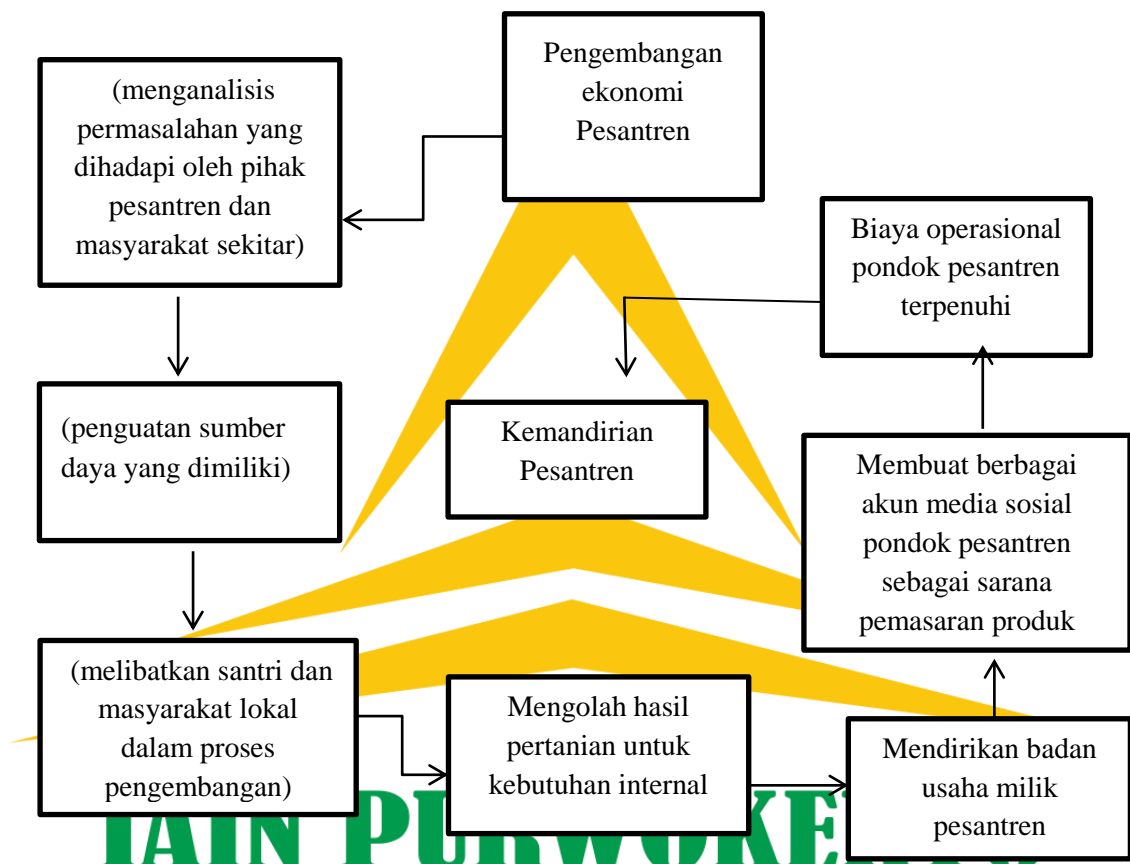 Pengembangan
ekonomi
Pesantren
(menganalisis
permasalahan yang
dihadapi oleh pihak
pesantren dan
masyarakat sekitar)
(penguatan sumber
daya yang dimiliki)
(melibatkan santri dan
masyarakat lokal
dalam proses
pengembangan)
Mengolah hasil
pertanian untuk
kebutuhan internal
Mendirikan badan
usaha milik
pesantren
Membuat berbagai
akun media sosial
pondok pesantren
sebagai sarana
pemasaran produk
Biaya operasional
pondok pesantren
terpenuhi
Kemandirian
Pesantren
IAIN